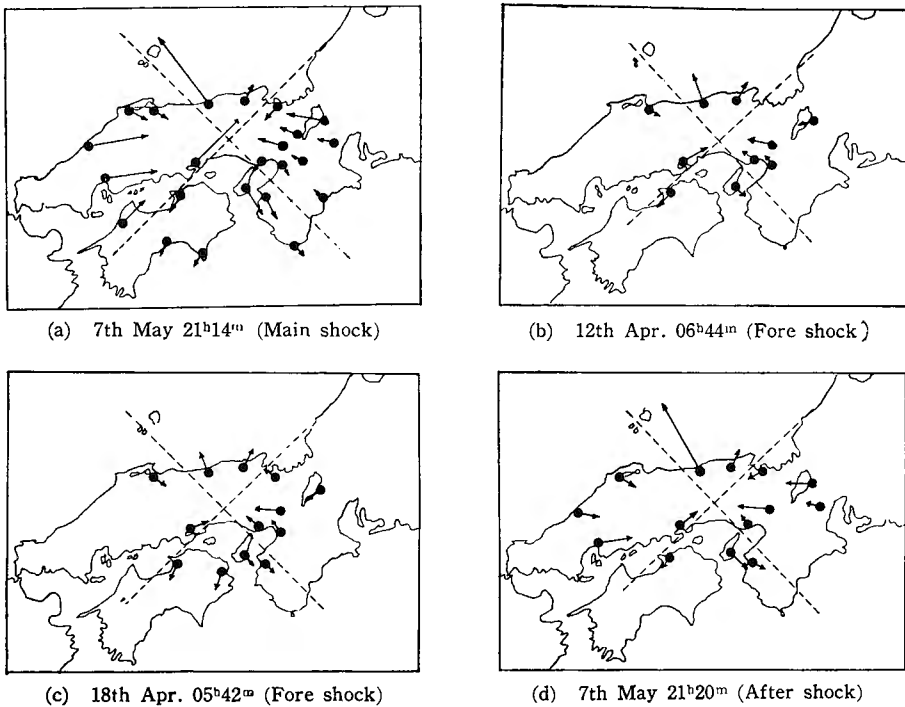 (a) 7th May 21ʰ14ᵐ (Main shock)
(b) 12th Apr. 06ʰ44ᵐ (Fore shock)
(c) 18th Apr. 05ʰ42ᵐ (Fore shock)
(d) 7th May 21ʰ20ᵐ (After shock)